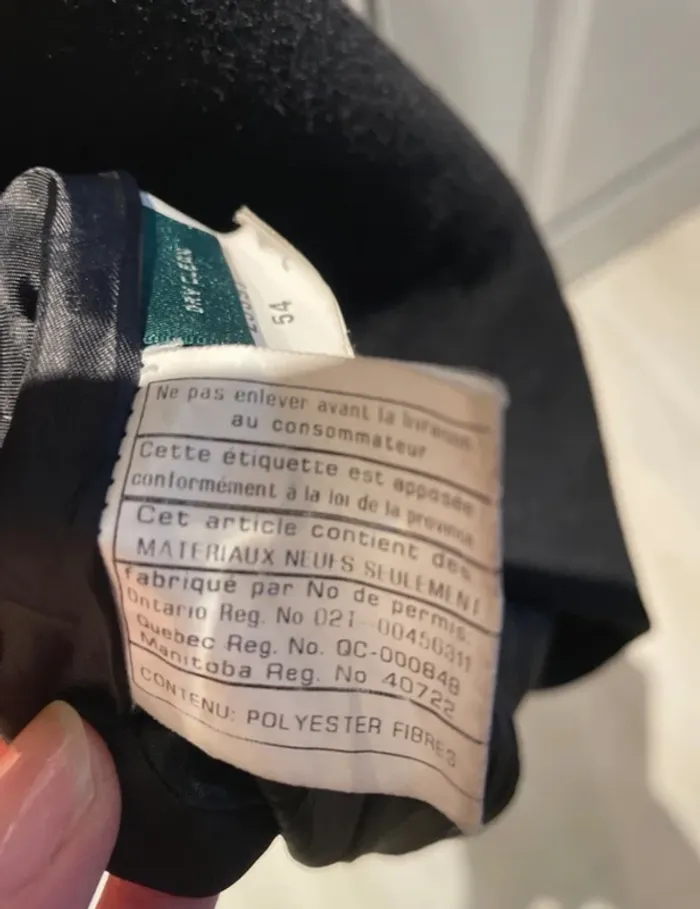 DRY CLEAN
54
Ne pas enlever avant la livraison
au consommateur
Cette étiquette est apposée
conformément à la loi de la province
Cet article contient des
MATERIAUX NEUFS SEULEMENT
fabriqué par No de permis.
Ontario Reg. No 021-00450311
Quebec Reg. No. QC-000848
Manitoba Reg. No 40722
CONTENU: POLYESTER FIBRES